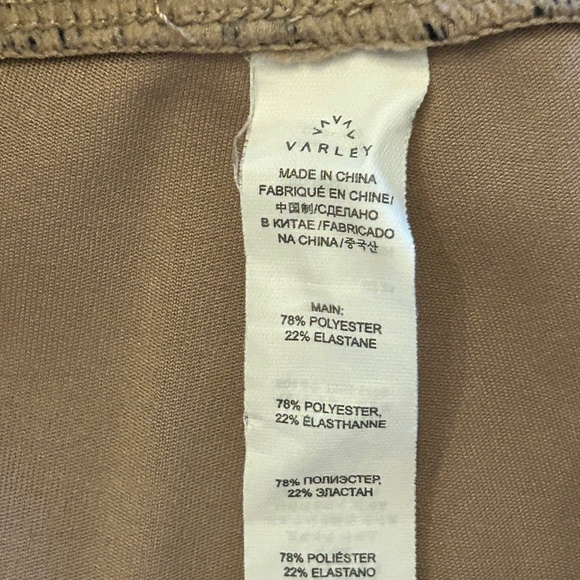 VARLEY
MADE IN CHINA
FABRIQUÉ EN CHINE/
中国制/СДЕЛАНО
В КИТАЕ/FABRICADO
NA CHINA/중국산
MAIN:
78% POLYESTER
22% ELASTANE
78% POLYESTER,
22% ÉLASTHANNE
78% ПОЛИЭСТЕР,
22% ЭЛАСТАН
78% POLIÉSTER
22% ELASTANO